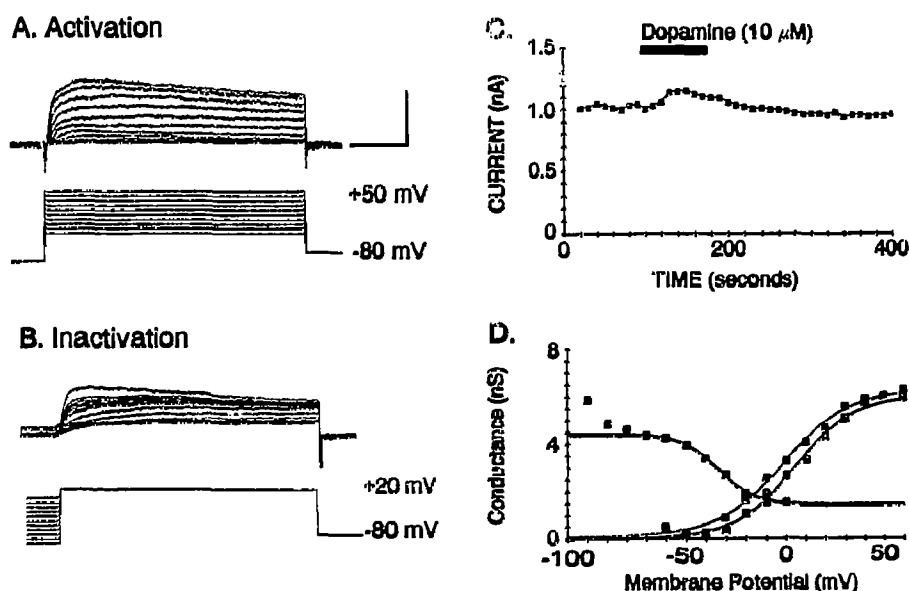 A. Activation
+50 mV
-80 mV
B. Inactivation
+20 mV
-80 mV
C.
Dopamine (10 μM)
1.5
1.0
0.5
0
0
200
400
CURRENT (nA)
TIME (seconds)
D.
8
4
0
-100
-50
0
50
Conductance (nS)
Membrane Potential (mV)